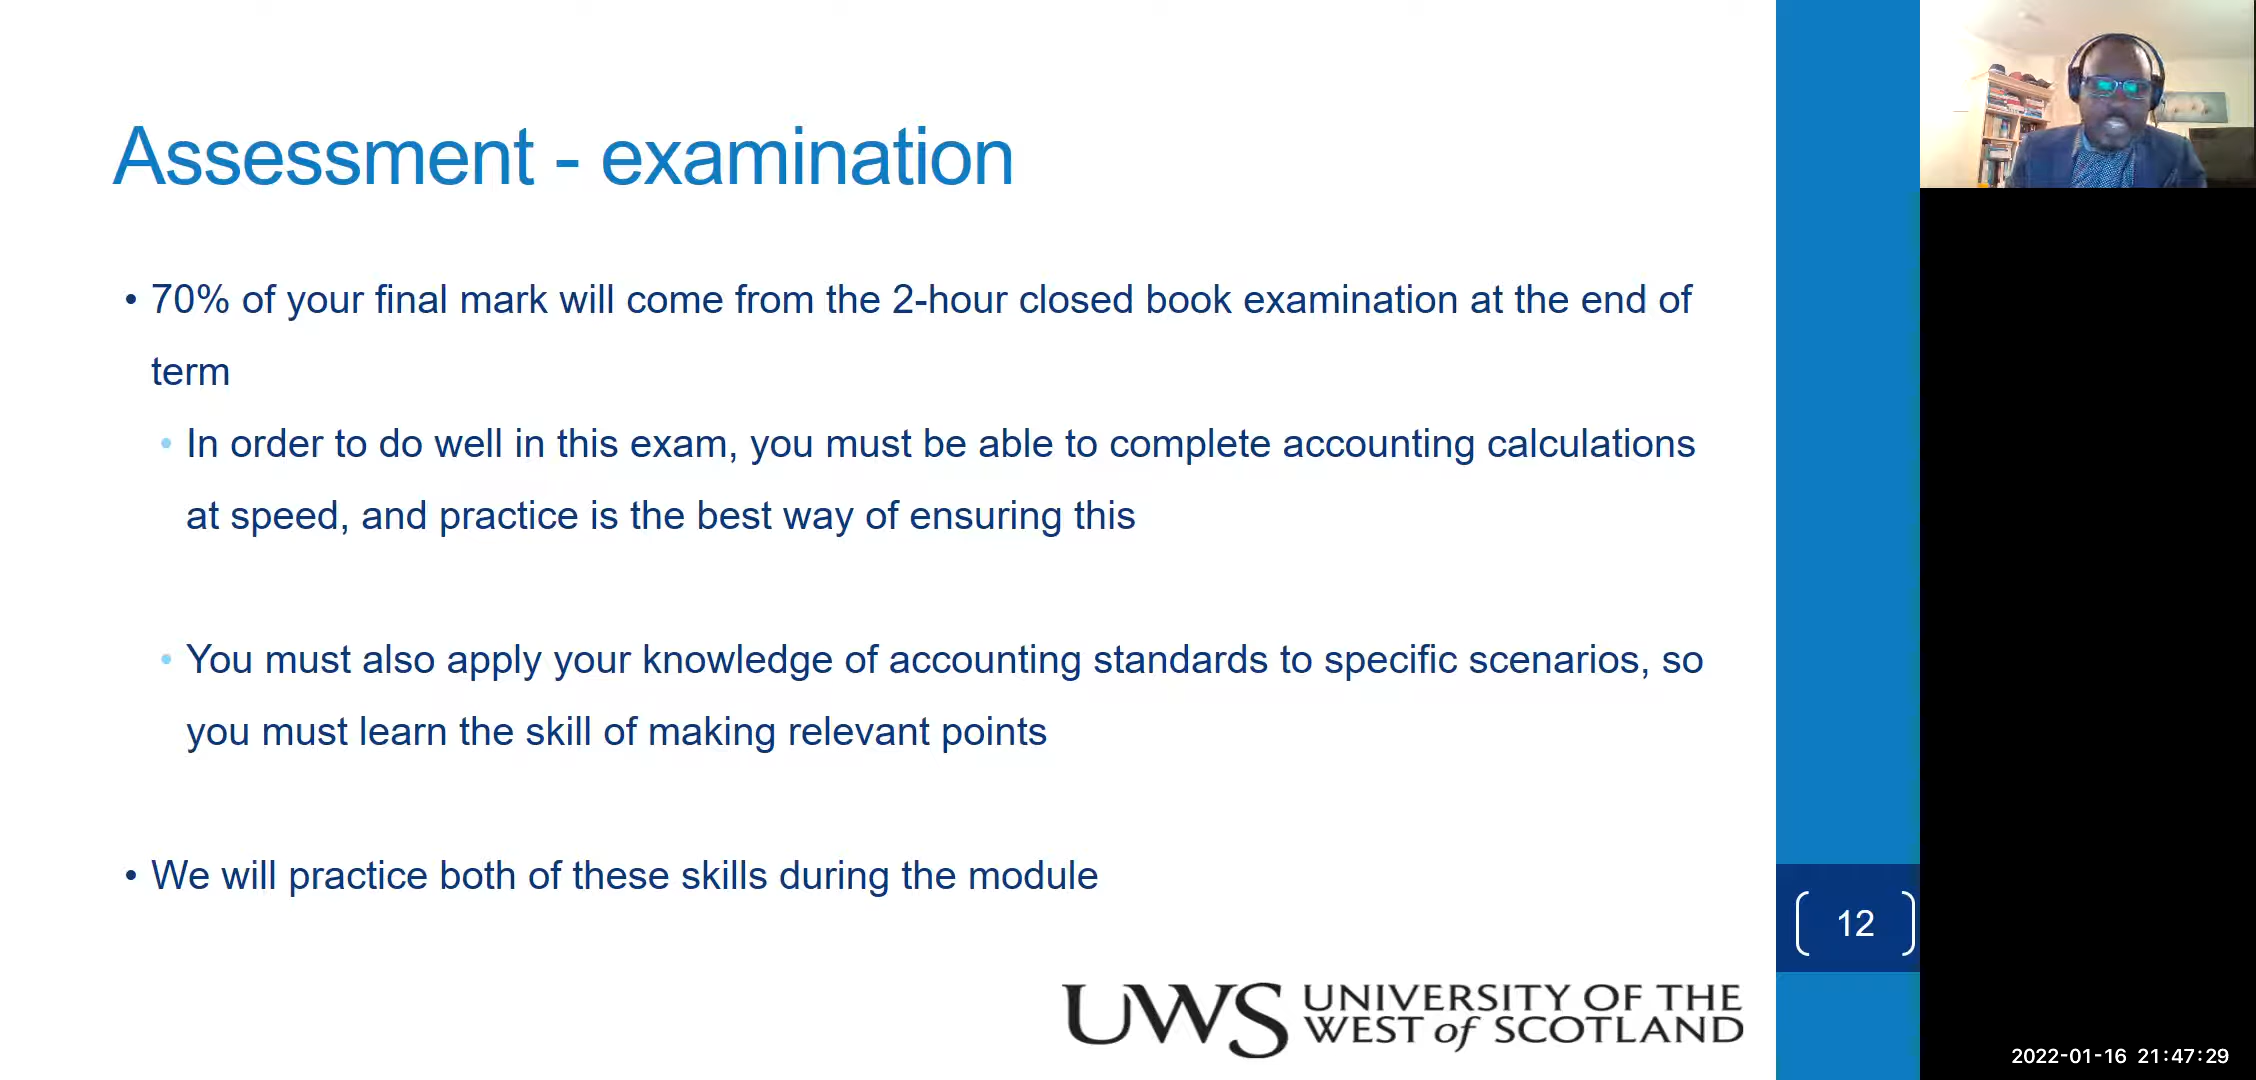 Assessment - examination
• 70% of your final mark will come from the 2-hour closed book examination at the end of
term
• In order to do well in this exam, you must be able to complete accounting calculations
at speed, and practice is the best way of ensuring this
• You must also apply your knowledge of accounting standards to specific scenarios, so
you must learn the skill of making relevant points
• We will practice both of these skills during the module
12
UWS UNIVERSITY OF THE
WEST of SCOTLAND
2022-01-16 21:47:29